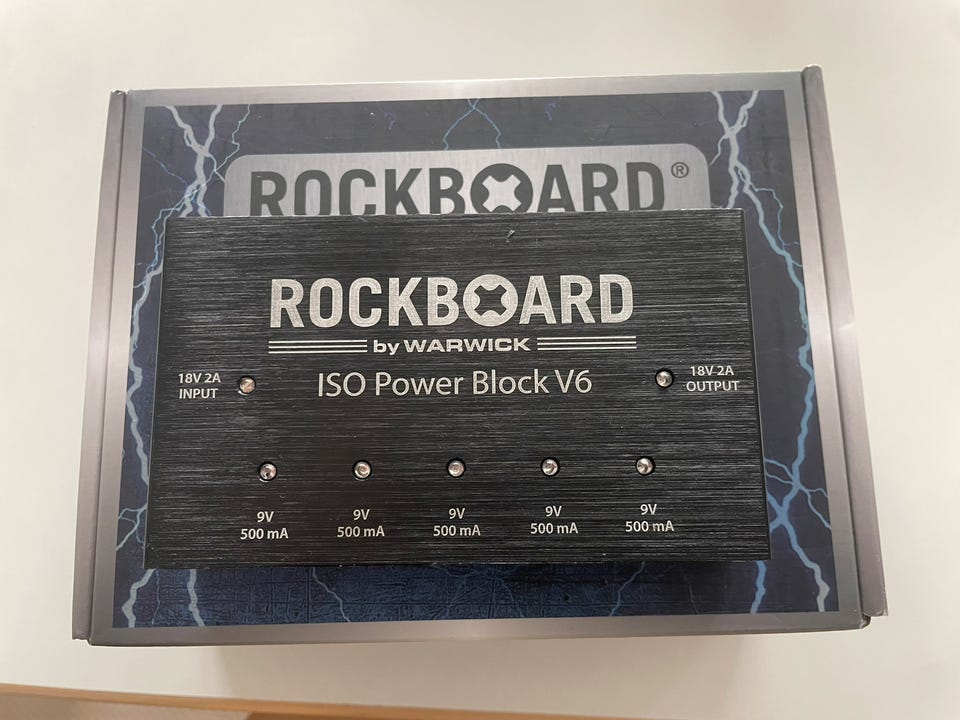 ROCKBOARD®
ROCKBOARD
by WARWICK
18V 2A
INPUT
ISO Power Block V6
18V 2A
OUTPUT
9V
500 mA
9V
500 mA
9V
500 mA
9V
500 mA
9V
500 mA